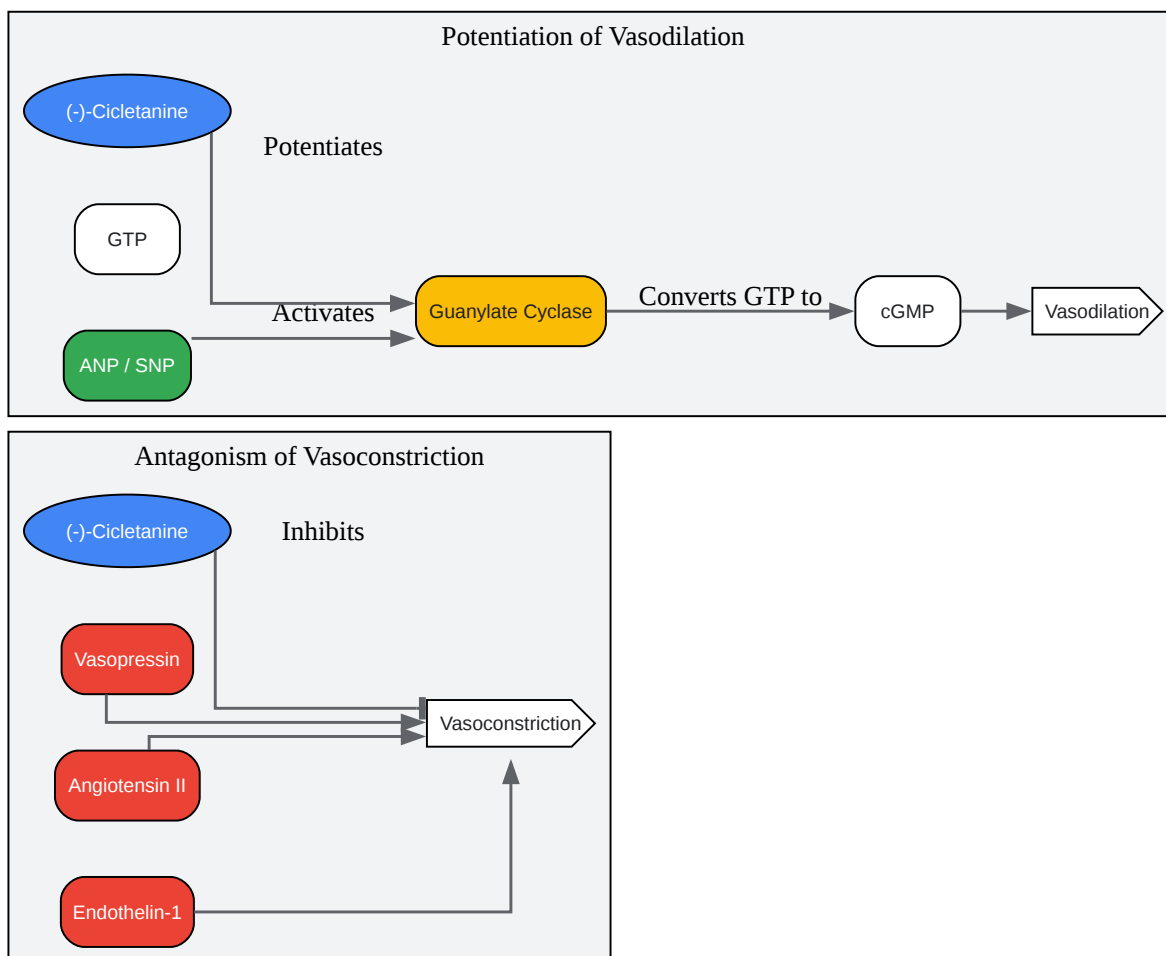 Potentiation of Vasodilation
(-)-Cicletanine
Potentiates
GTP
Activates
Guanylate Cyclase
Converts GTP to
cGMP
Vasodilation
ANP / SNP
Antagonism of Vasoconstriction
(-)-Cicletanine
Inhibits
Vasopressin
Vasoconstriction
Angiotensin II
Endothelin-1